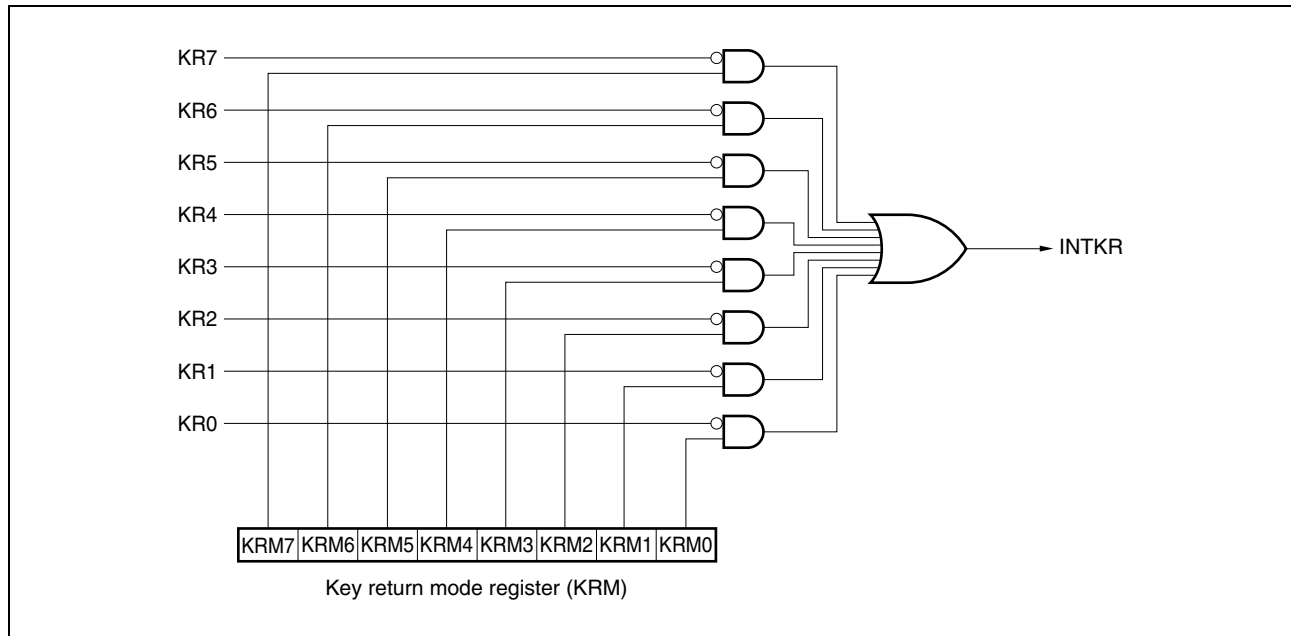 KR7
KR6
KR5
KR4
KR3
KR2
KR1
KR0
INTKR
KRM7 KRM6 KRM5 KRM4 KRM3 KRM2 KRM1 KRM0
Key return mode register (KRM)